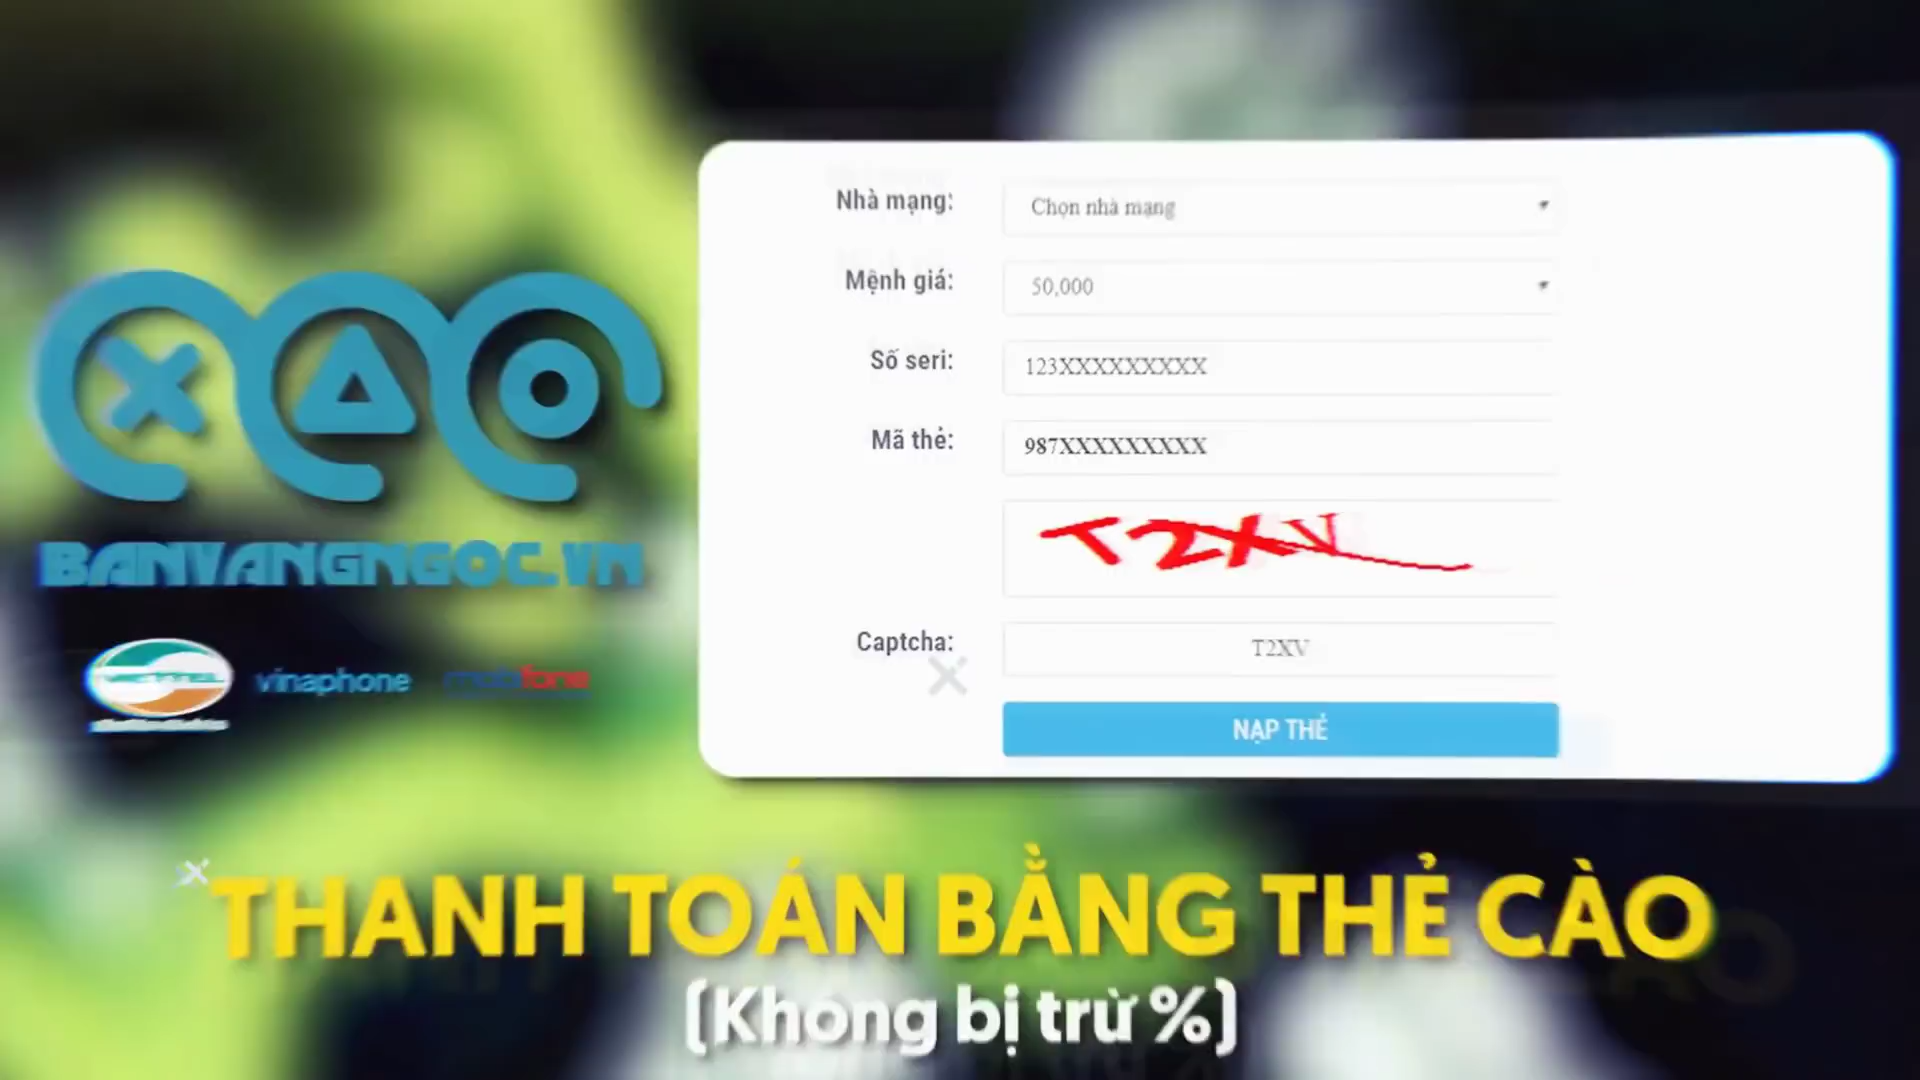 Nhà mạng: Chọn nhà mạng
Mệnh giá: 50,000
Số seri: 123XXXXXXXXX
Mã thẻ: 987XXXXXXXXX
T2XV
Captcha: T2XV
NẠP THẺ
BANVANGNGOC.VN
VIETTEL
vinaphone
mobifone
THANH TOÁN BẰNG THẺ CÀO
(Không bị trừ %)